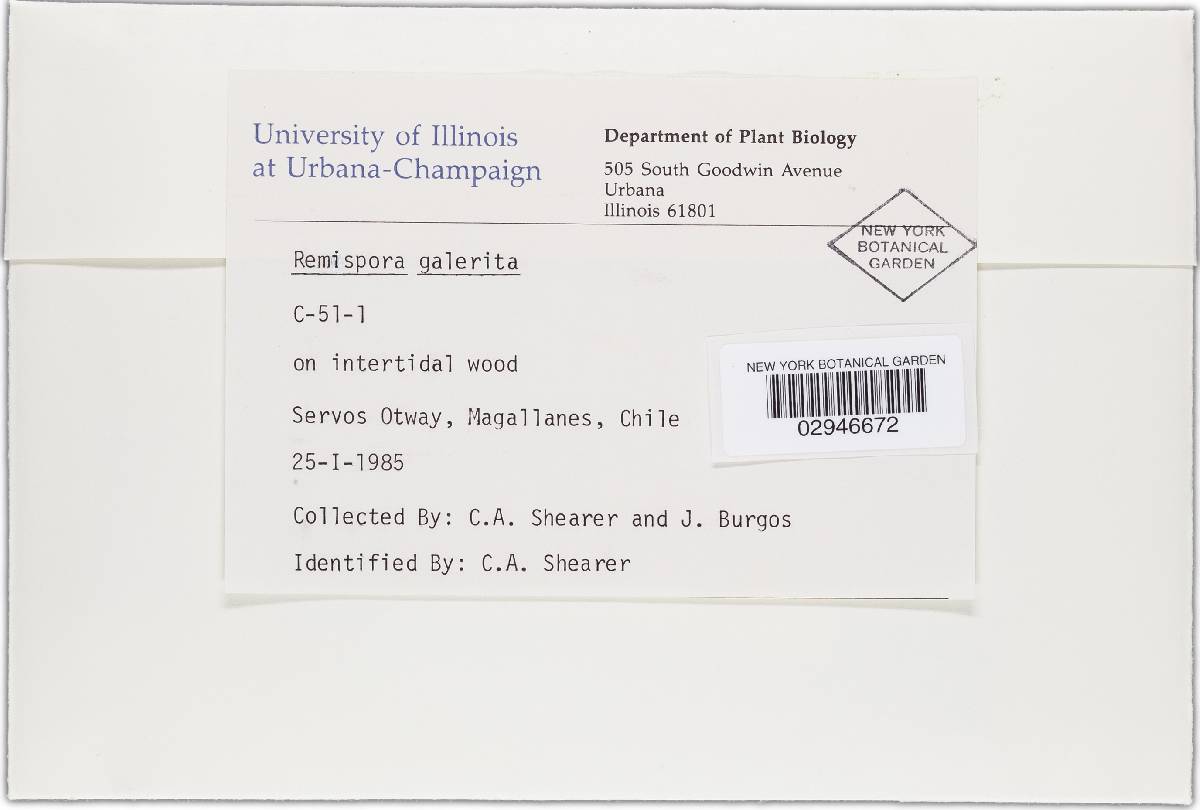 University of Illinois
at Urbana-Champaign
Department of Plant Biology
505 South Goodwin Avenue
Urbana
Illinois 61801
NEW YORK
BOTANICAL
GARDEN
Remispora galerita
C-51-1
on intertidal wood
Servos Otway, Magallanes, Chile
25-I-1985
Collected By: C.A. Shearer and J. Burgos
Identified By: C.A. Shearer
NEW YORK BOTANICAL GARDEN
02946672